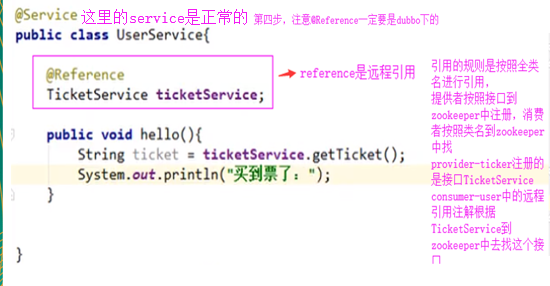 @Service 这里的service是正常的 第四步、注意@Reference一定要是dubbo下的
public class UserService{
@Reference
TicketService ticketService;
reference是远程引用
引用的规则是按照全类
名进行引用,
提供者按照接口到
zookeeper中注册,消费
者按照类名到zookeeper
中找
provider-ticker注册的
是接口TicketService
consumer-user中的远程
引用注解根据
TicketService到
zookeeper中去找这个接
口
public void hello(){
String ticket = ticketService.getTicket();
System.out.println("买到票了：");
}
}